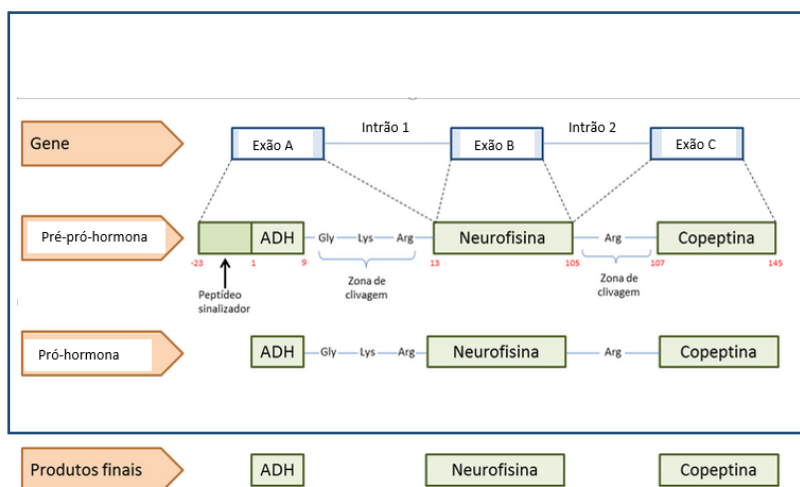 Gene
Exão A
Intrão 1
Exão B
Intrão 2
Exão C
Pré-pró-hormona
ADH
Gly
Lys
Arg
Neurofisina
Arg
Copeptina
-23
1
9
13
105
107
145
Peptídeo
sinalizador
Zona de
clivagem
Zona de
clivagem
Pró-hormona
ADH
Gly
Lys
Arg
Neurofisina
Arg
Copeptina
Produtos finais
ADH
Neurofisina
Copeptina